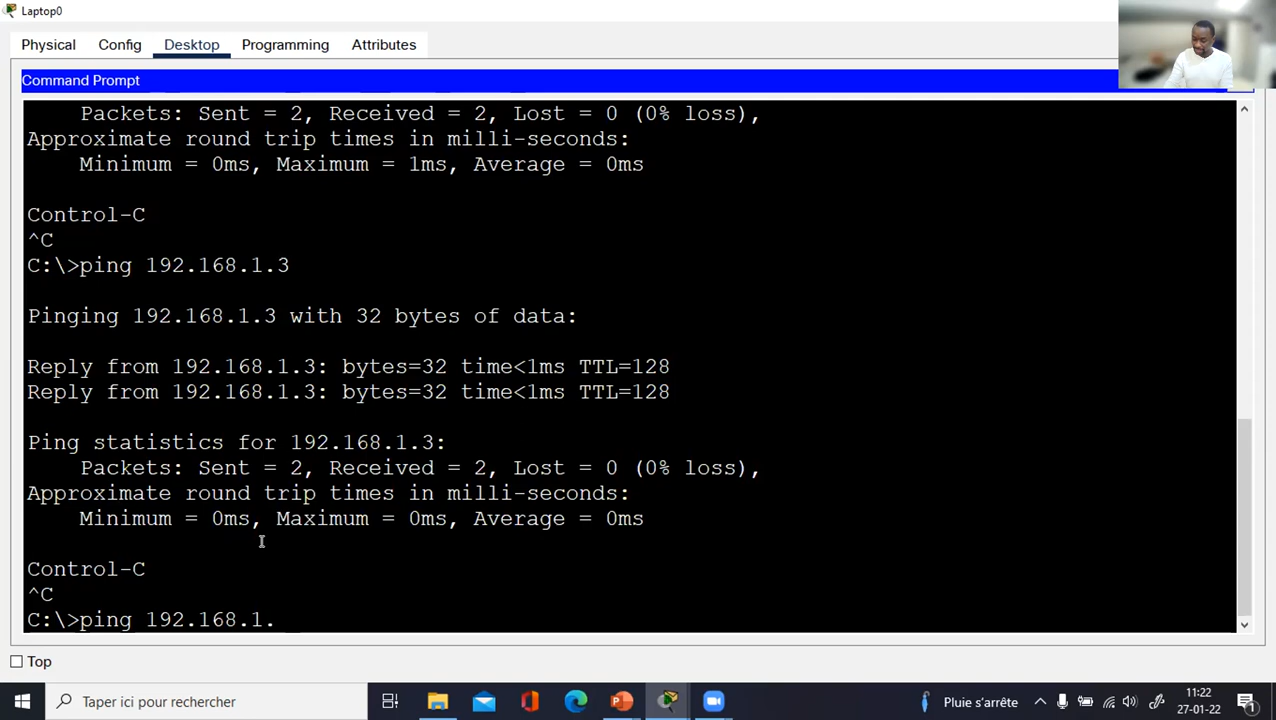 Laptop0
Physical Config Desktop Programming Attributes
Command Prompt
Packets: Sent = 2, Received = 2, Lost = 0 (0% loss),
Approximate round trip times in milli-seconds:
Minimum = 0ms, Maximum = 1ms, Average = 0ms
Control-C
^C
C:\>ping 192.168.1.3
Pinging 192.168.1.3 with 32 bytes of data:
Reply from 192.168.1.3: bytes=32 time<1ms TTL=128
Reply from 192.168.1.3: bytes=32 time<1ms TTL=128
Ping statistics for 192.168.1.3:
Packets: Sent = 2, Received = 2, Lost = 0 (0% loss),
Approximate round trip times in milli-seconds:
Minimum = 0ms, Maximum = 0ms, Average = 0ms
Control-C
^C
C:\>ping 192.168.1.
Top
Taper ici pour rechercher
Pluie s'arrête
11:22
27-01-22
1